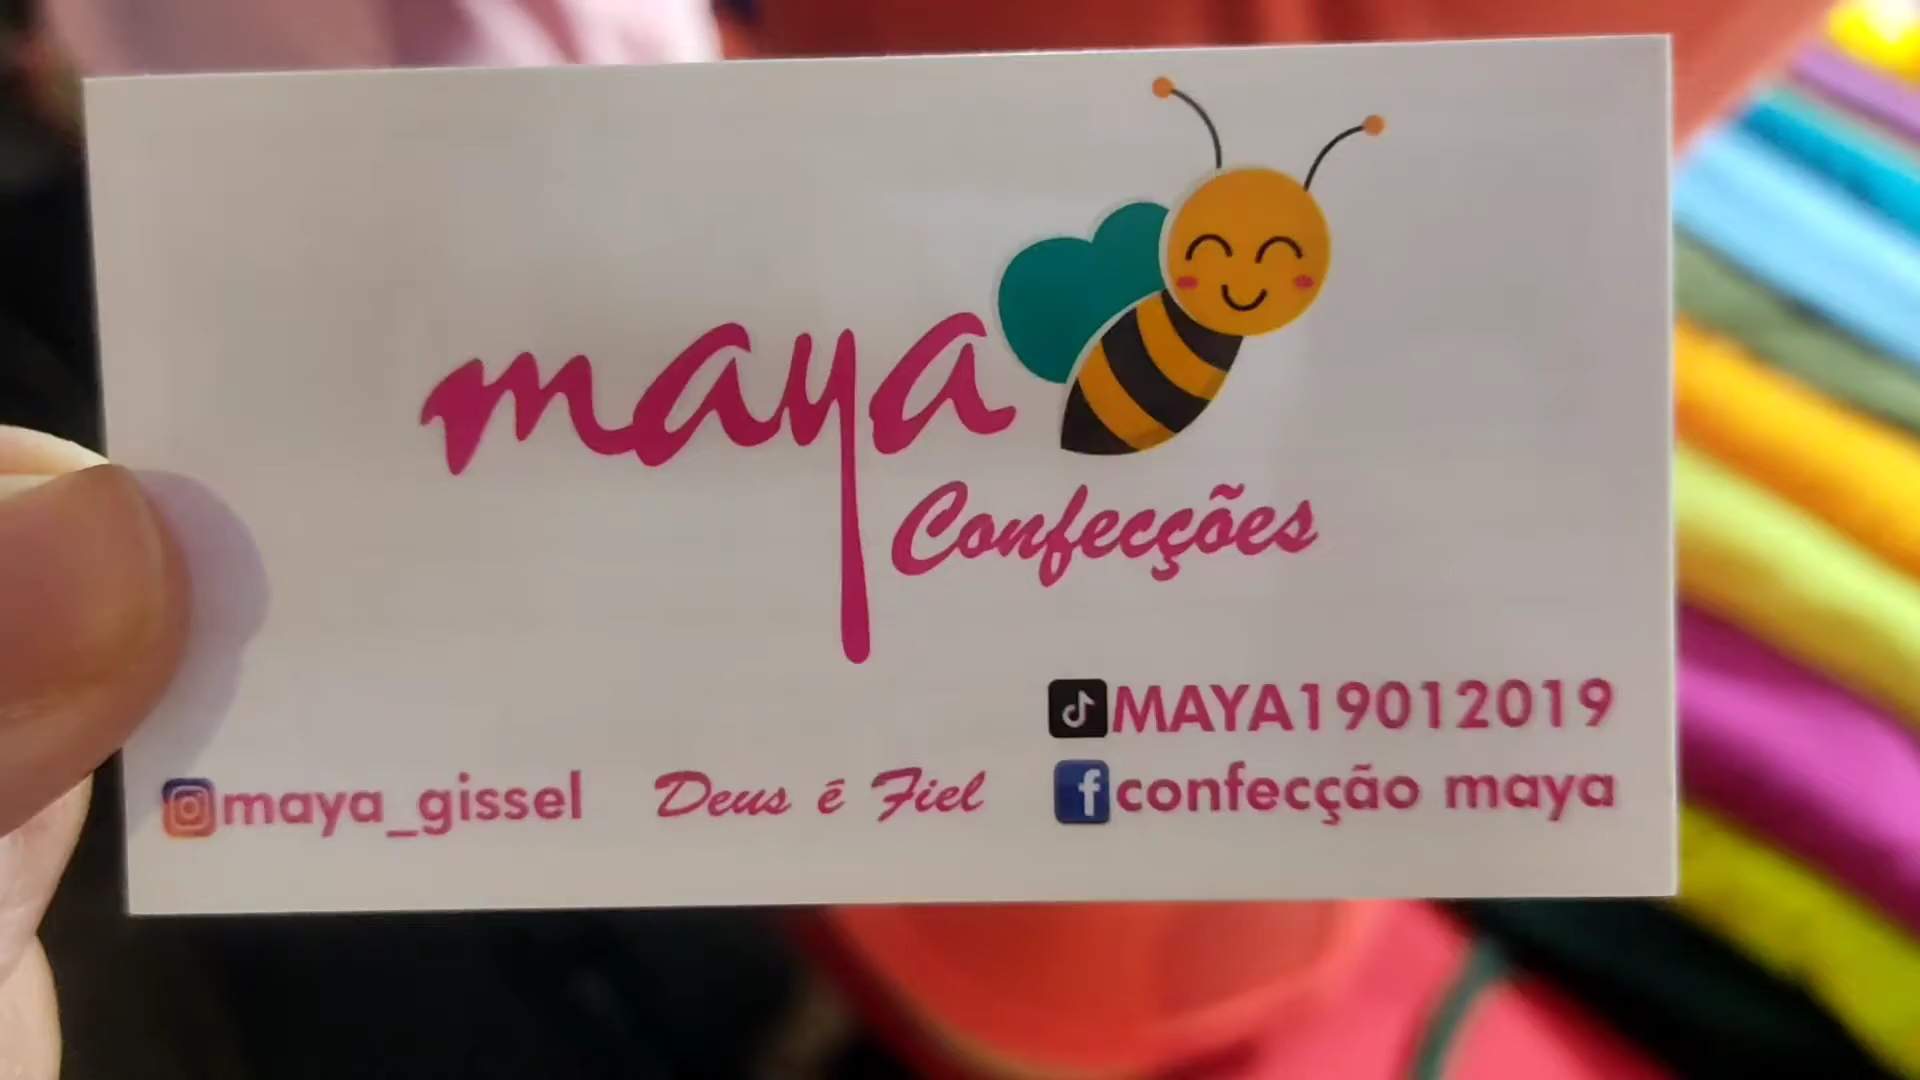 maya
Confecções
MAYA19012019
maya_gissel
Deus é Fiel
confecção maya